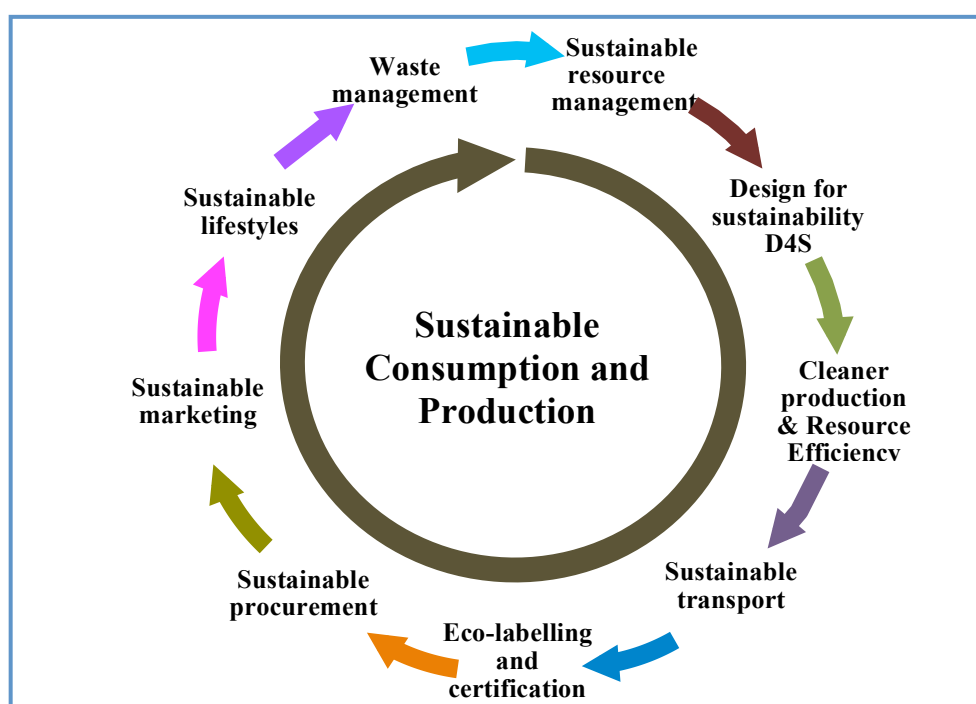 Sustainable
resource
management
Design for
sustainability
D4S
Cleaner
production
& Resource
Efficiency
Sustainable
transport
Eco-labelling
and
certification
Sustainable
procurement
Sustainable
marketing
Sustainable
lifestyles
Waste
management
Sustainable
Consumption and
Production